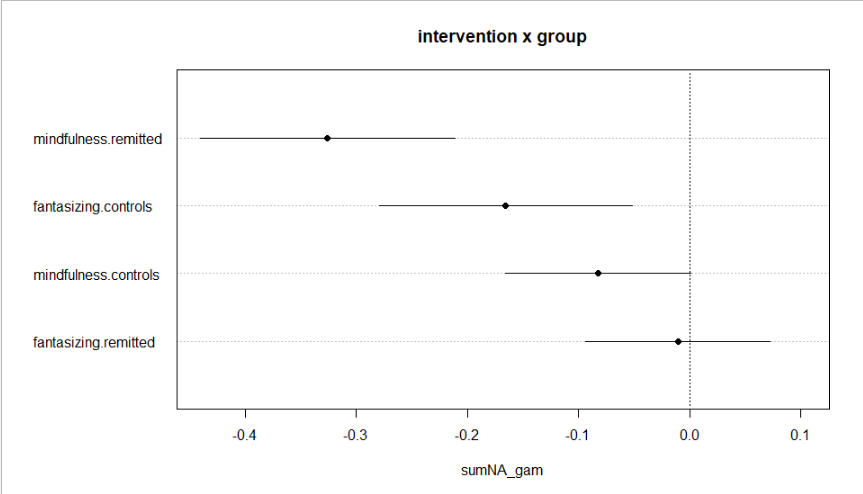 intervention x group
mindfulness.remitted
fantasizing.controls
mindfulness.controls
fantasizing.remitted
-0.4 -0.3 -0.2 -0.1 0.0 0.1
sumNA_gam